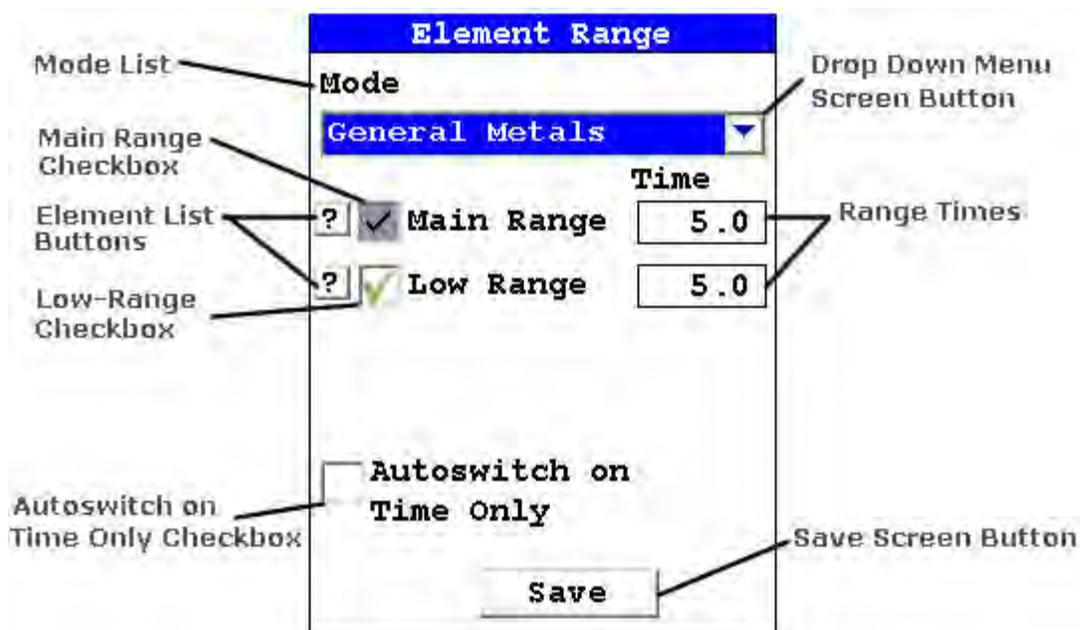 Element Range
Mode List
Mode
Drop Down Menu
Screen Button
General Metals
Main Range
Checkbox
Time
Element List
Buttons
? Main Range 5.0
Range Times
? Low Range 5.0
Low-Range
Checkbox
Autoswitch on
Time Only
Autoswitch on
Time Only Checkbox
Save Screen Button
Save